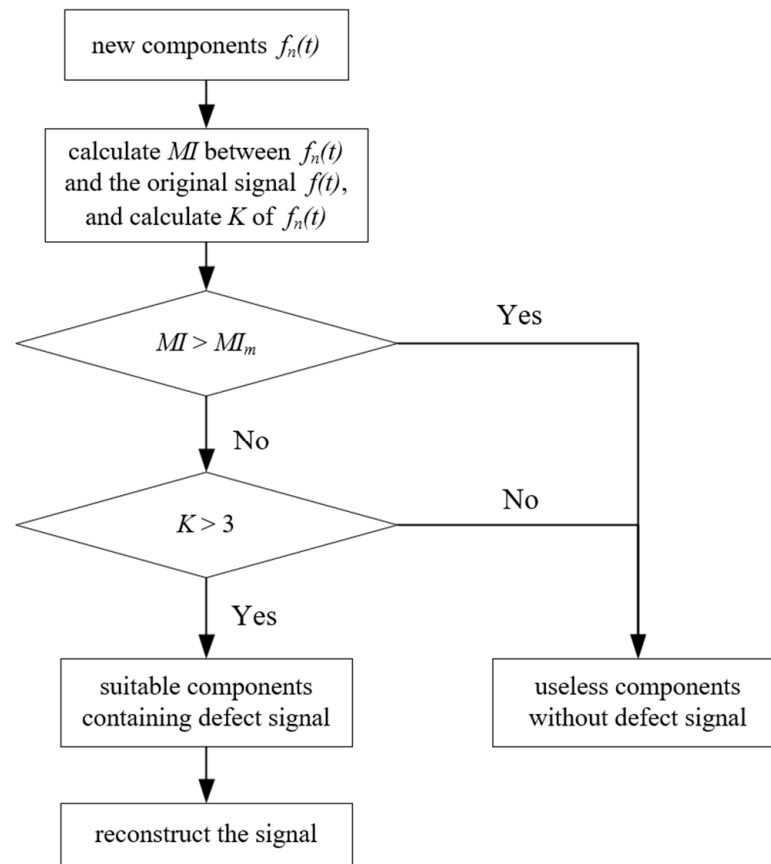 new components fn(t)
calculate MI between fn(t)
and the original signal f(t),
and calculate K of fn(t)
MI > MIm
Yes
No
K > 3
No
Yes
suitable components
containing defect signal
useless components
without defect signal
reconstruct the signal